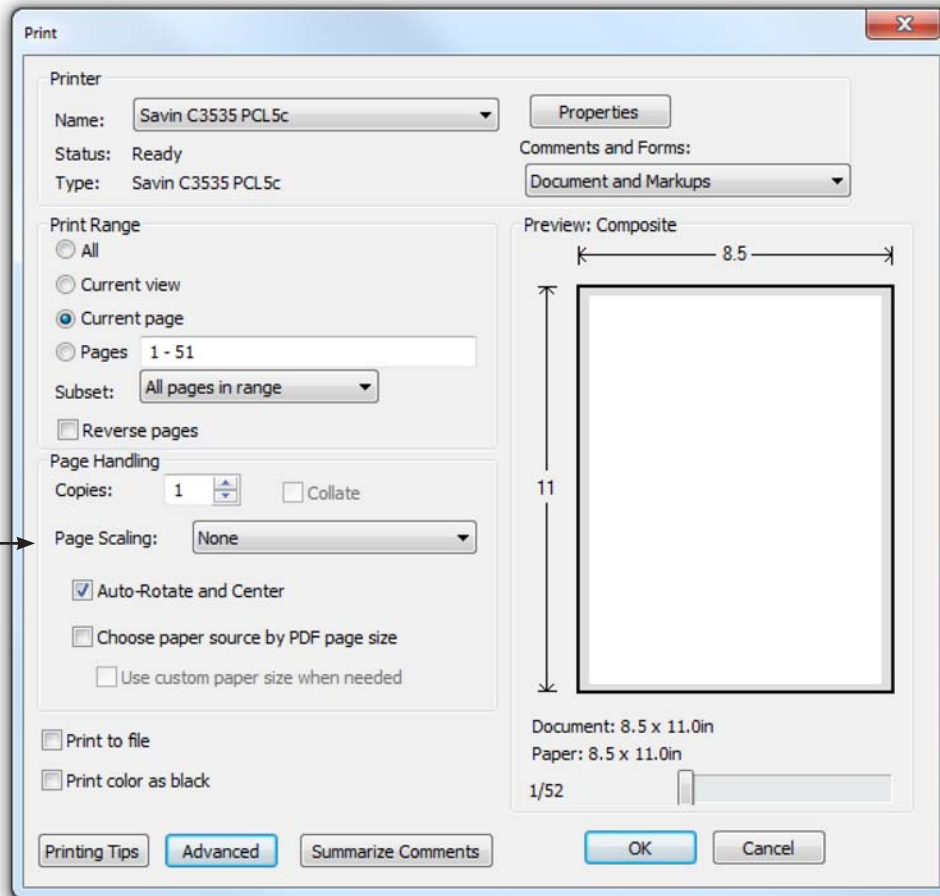 Print
Printer
Name: Savin C3535 PCL5c
Properties
Status: Ready
Comments and Forms:
Type: Savin C3535 PCL5c
Document and Markups
Print Range
All
Current view
Current page
Pages 1 - 51
Subset: All pages in range
Reverse pages
Page Handling
Copies: 1 Collate
Page Scaling: None
Auto-Rotate and Center
Choose paper source by PDF page size
Use custom paper size when needed
Print to file
Print color as black
Preview: Composite
8.5
11
Document: 8.5 x 11.0in
Paper: 8.5 x 11.0in
1/52
Printing Tips Advanced Summarize Comments OK Cancel